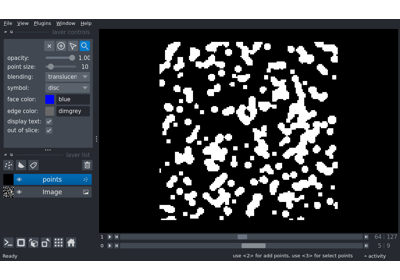 File View Plugins Window Help
layer controls
opacity: 1.00
point size: 10
blending: translucen
symbol: disc
face color: blue
edge color: dimgrey
display text:
out of slice:
layer list
points
Image
1 64 127
0 5 9
Ready use <2> for add points, use <3> for select points activity